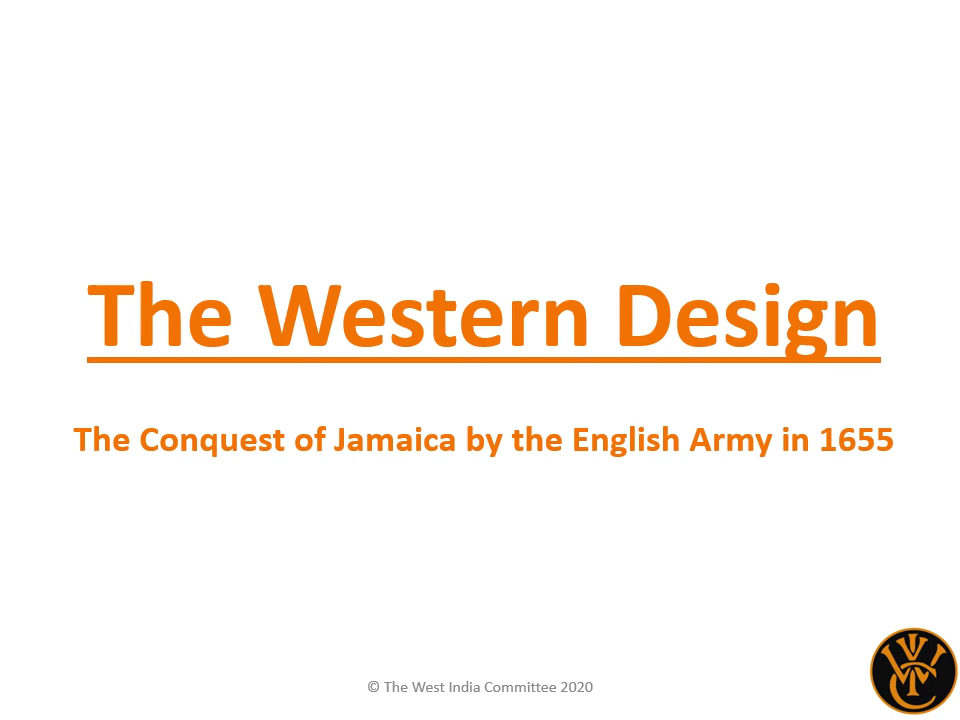 The Western Design
The Conquest of Jamaica by the English Army in 1655
© The West India Committee 2020